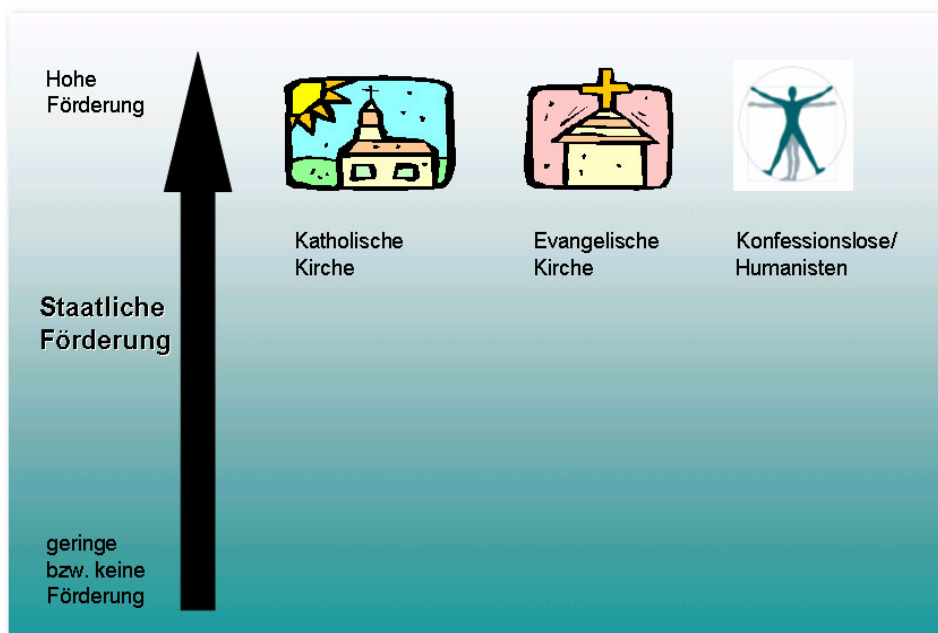 Hohe
Förderung
Katholische
Kirche
Evangelische
Kirche
Konfessionslose/
Humanisten
Staatliche
Förderung
geringe
bzw. keine
Förderung